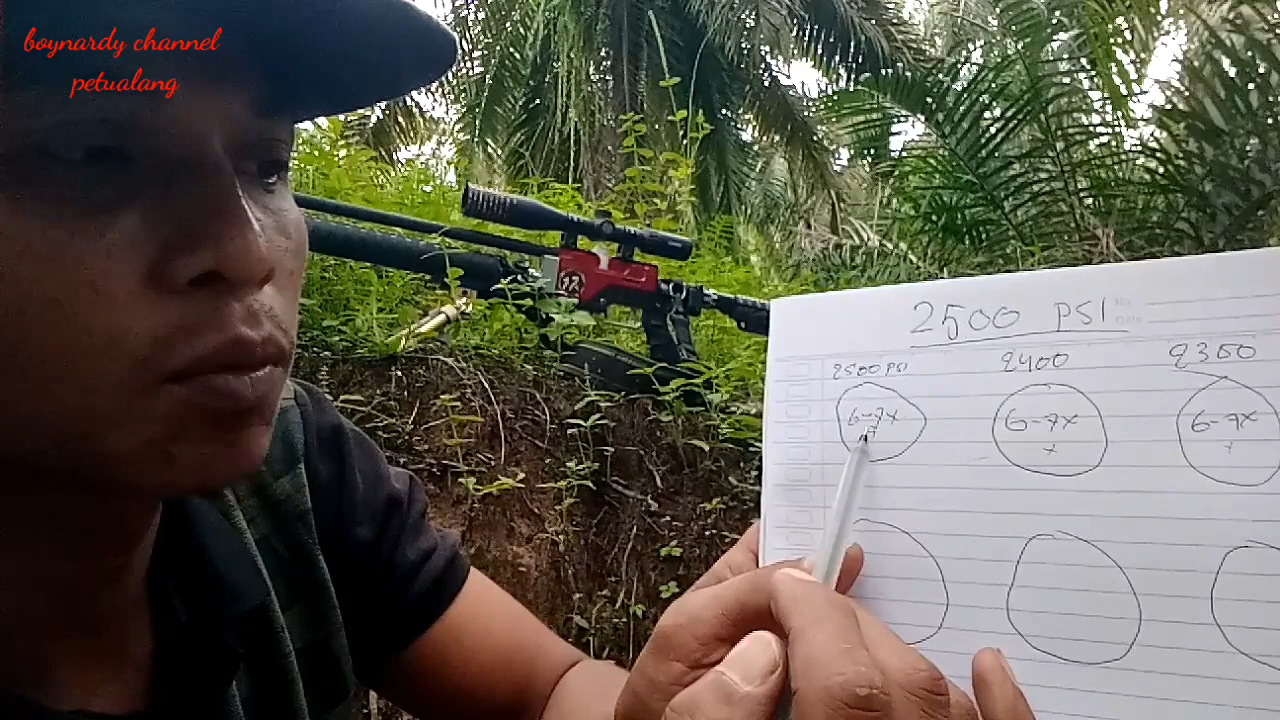 boynardy channel
petualang
2500 PSI
2500 PSI
2400
2300
6-7x
6-7x
6-7x
+
+